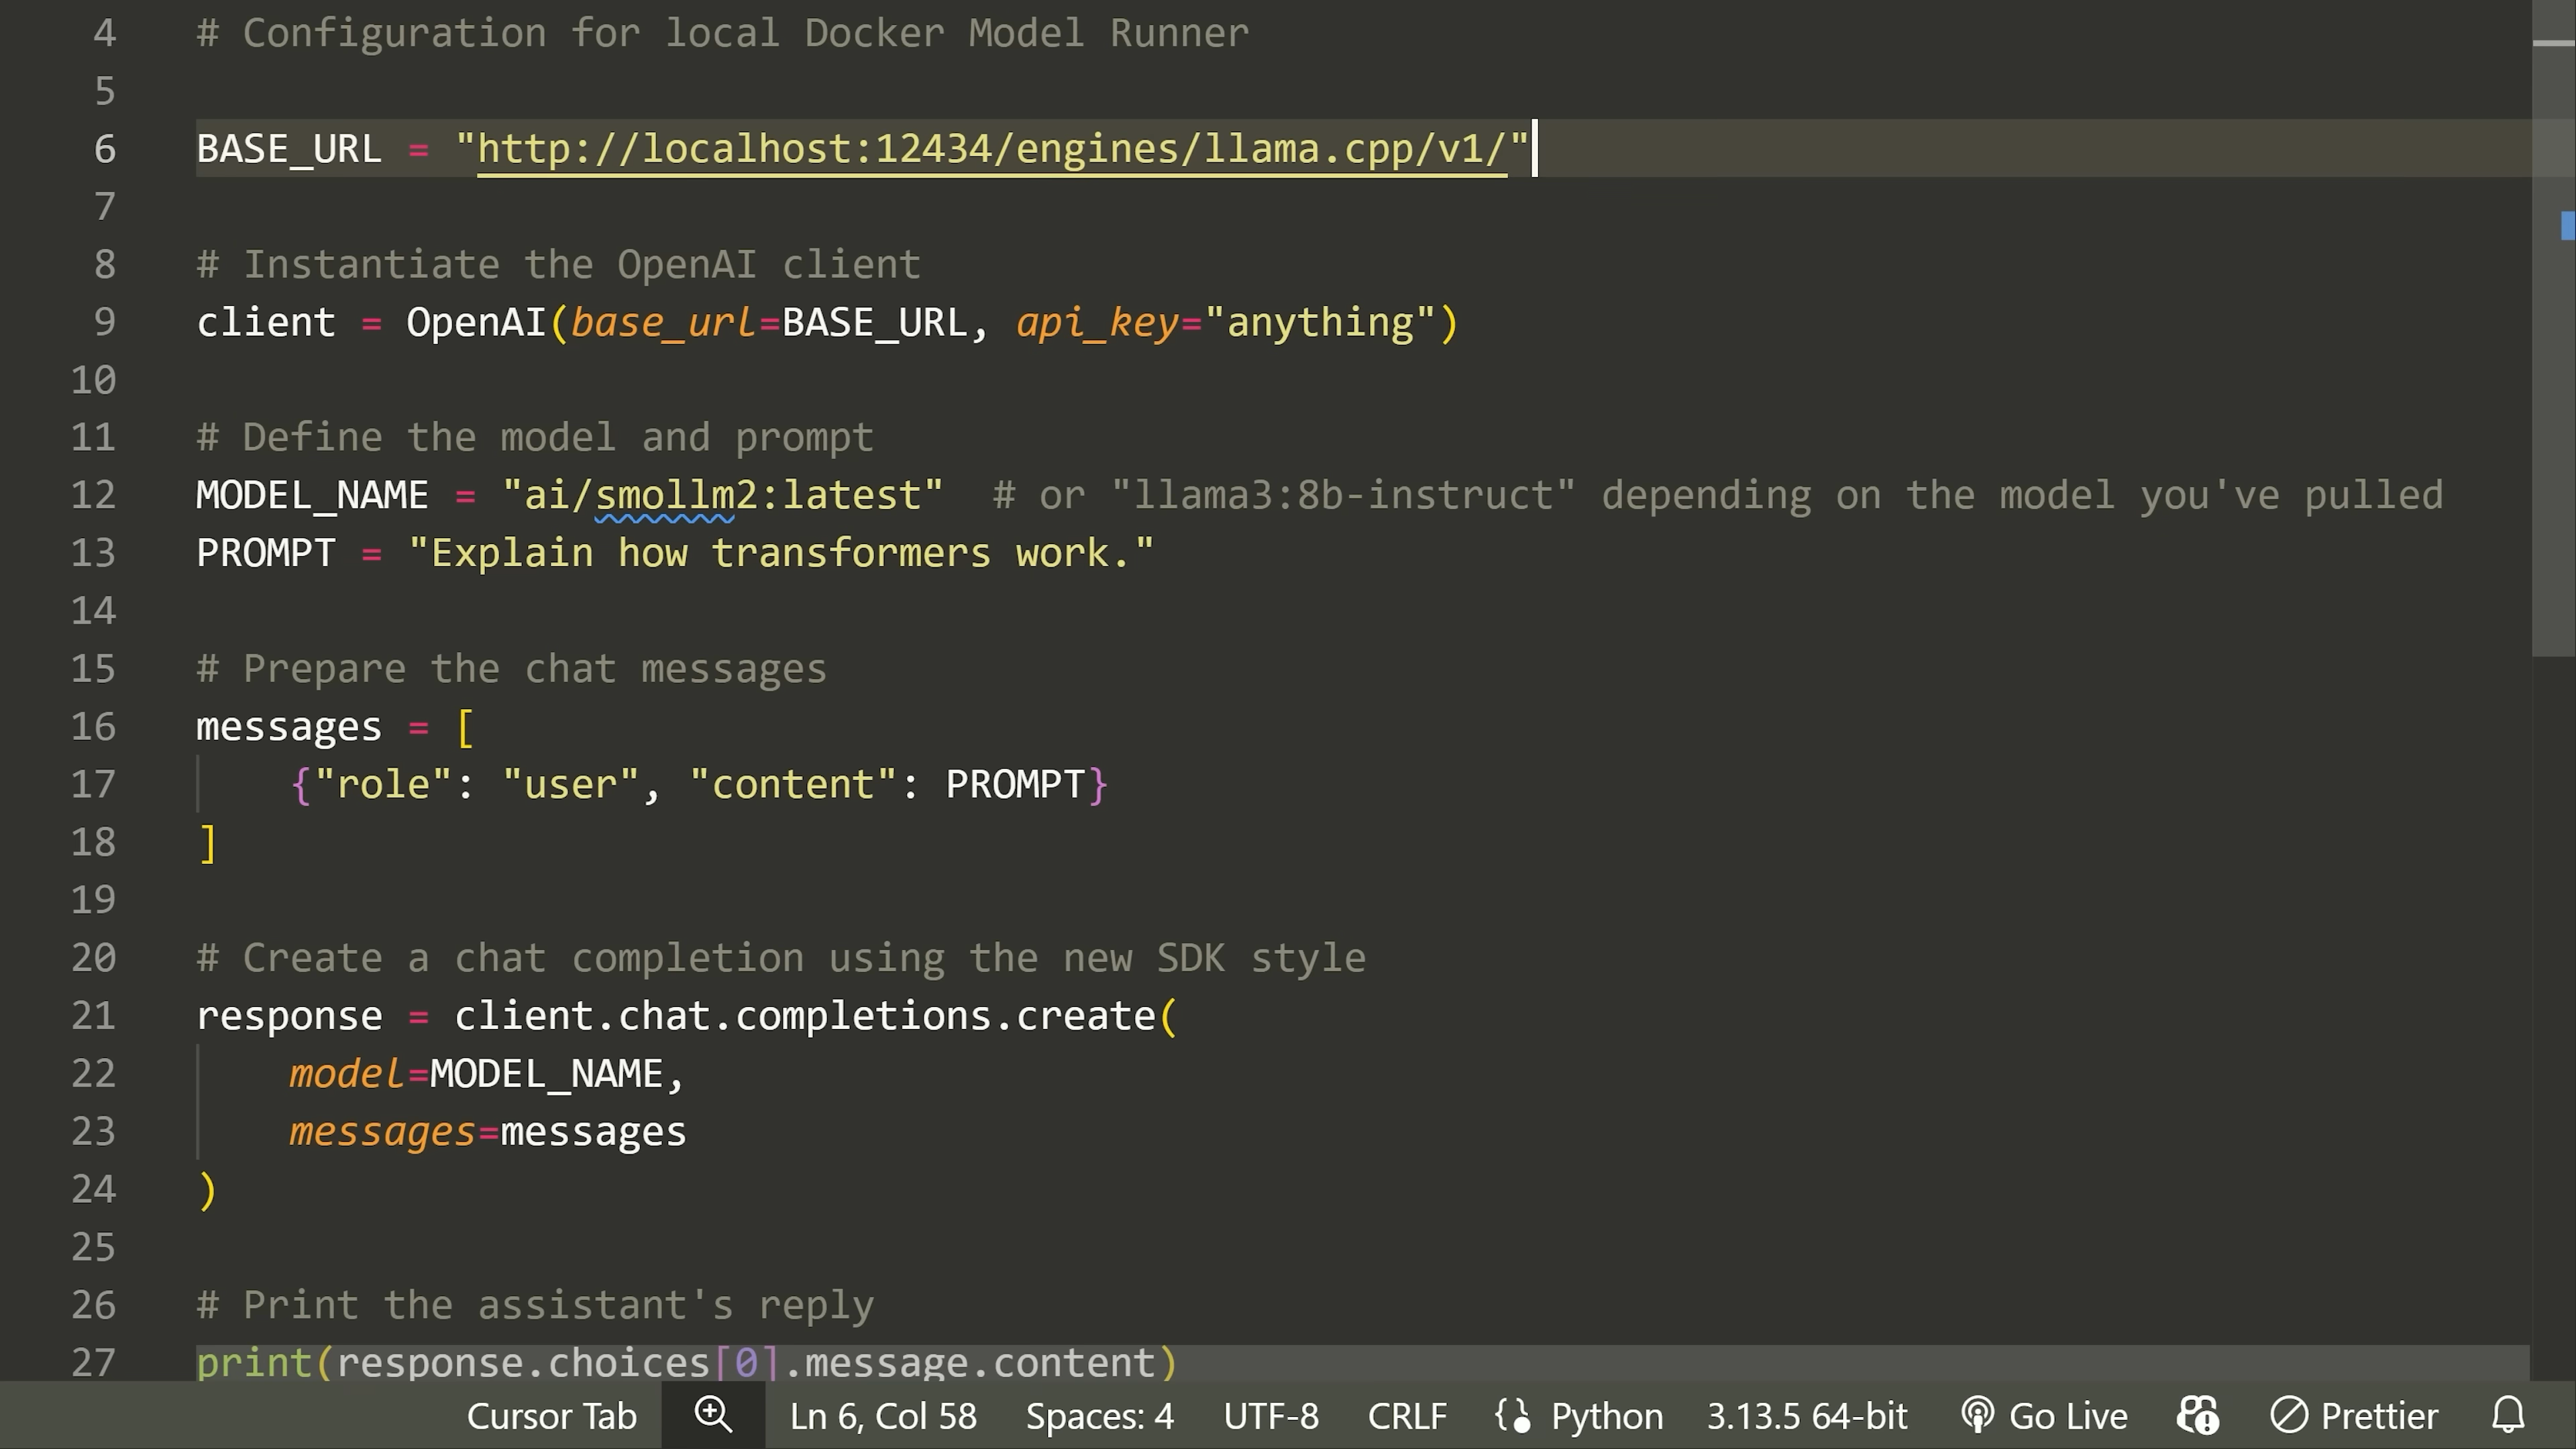 4 # Configuration for local Docker Model Runner
5
6 BASE_URL = "http://localhost:12434/engines/llama.cpp/v1/"
7
8 # Instantiate the OpenAI client
9 client = OpenAI(base_url=BASE_URL, api_key="anything")
10
11 # Define the model and prompt
12 MODEL_NAME = "ai/smollm2:latest"  # or "llama3:8b-instruct" depending on the model you've pulled
13 PROMPT = "Explain how transformers work."
14
15 # Prepare the chat messages
16 messages = [
17     {"role": "user", "content": PROMPT}
18 ]
19
20 # Create a chat completion using the new SDK style
21 response = client.chat.completions.create(
22     model=MODEL_NAME,
23     messages=messages
24 )
25
26 # Print the assistant's reply
27 print(response.choices[0].message.content)
Cursor Tab Ln 6, Col 58 Spaces: 4 UTF-8 CRLF Python 3.13.5 64-bit Go Live Prettier